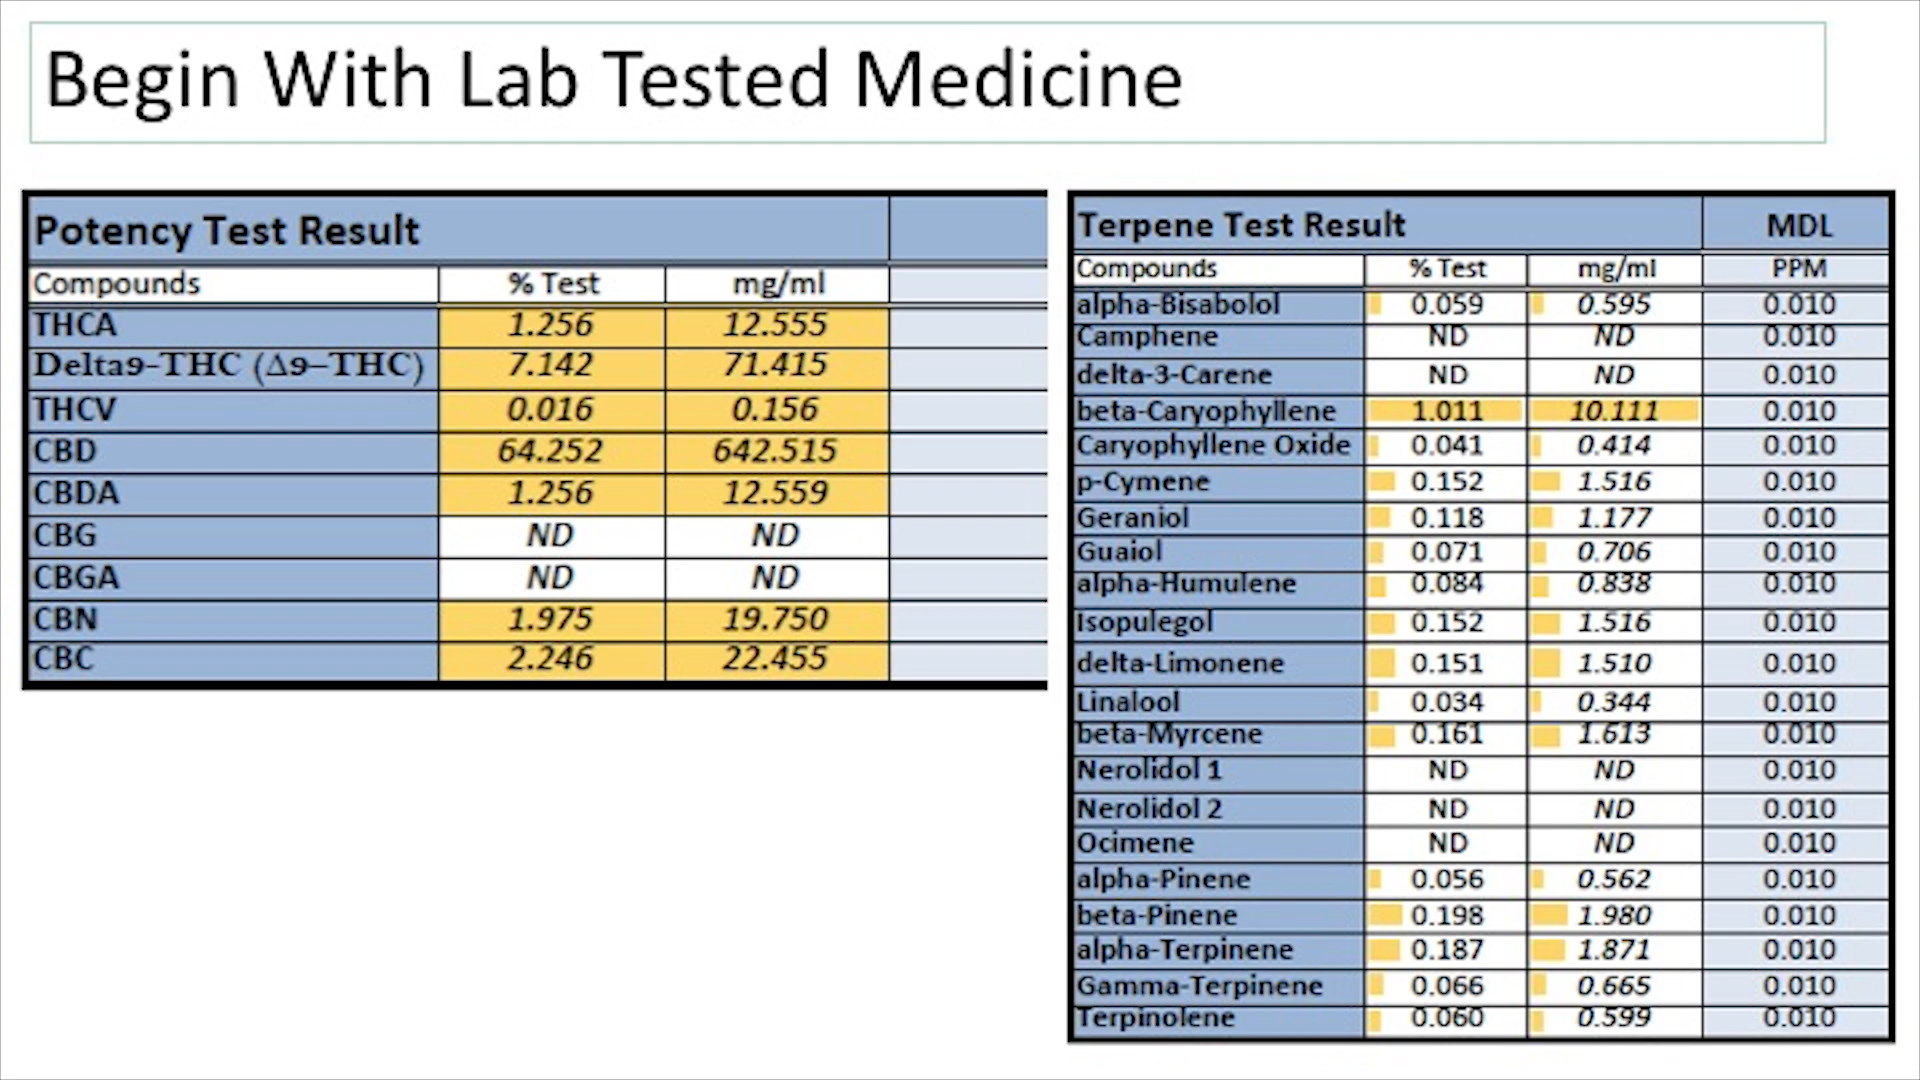 Begin With Lab Tested Medicine
Potency Test Result
Compounds % Test mg/ml
THCA 1.256 12.555
Delta9-THC (Δ9–THC) 7.142 71.415
THCV 0.016 0.156
CBD 64.252 642.515
CBDA 1.256 12.559
CBG ND ND
CBGA ND ND
CBN 1.975 19.750
CBC 2.246 22.455
Terpene Test Result MDL
Compounds % Test mg/ml PPM
alpha-Bisabolol 0.059 0.595 0.010
Camphene ND ND 0.010
delta-3-Carene ND ND 0.010
beta-Caryophyllene 1.011 10.111 0.010
Caryophyllene Oxide 0.041 0.414 0.010
p-Cymene 0.152 1.516 0.010
Geraniol 0.118 1.177 0.010
Guaiol 0.071 0.706 0.010
alpha-Humulene 0.084 0.838 0.010
Isopulegol 0.152 1.516 0.010
delta-Limonene 0.151 1.510 0.010
Linalool 0.034 0.344 0.010
beta-Myrcene 0.161 1.613 0.010
Nerolidol 1 ND ND 0.010
Nerolidol 2 ND ND 0.010
Ocimene ND ND 0.010
alpha-Pinene 0.056 0.562 0.010
beta-Pinene 0.198 1.980 0.010
alpha-Terpinene 0.187 1.871 0.010
Gamma-Terpinene 0.066 0.665 0.010
Terpinolene 0.060 0.599 0.010